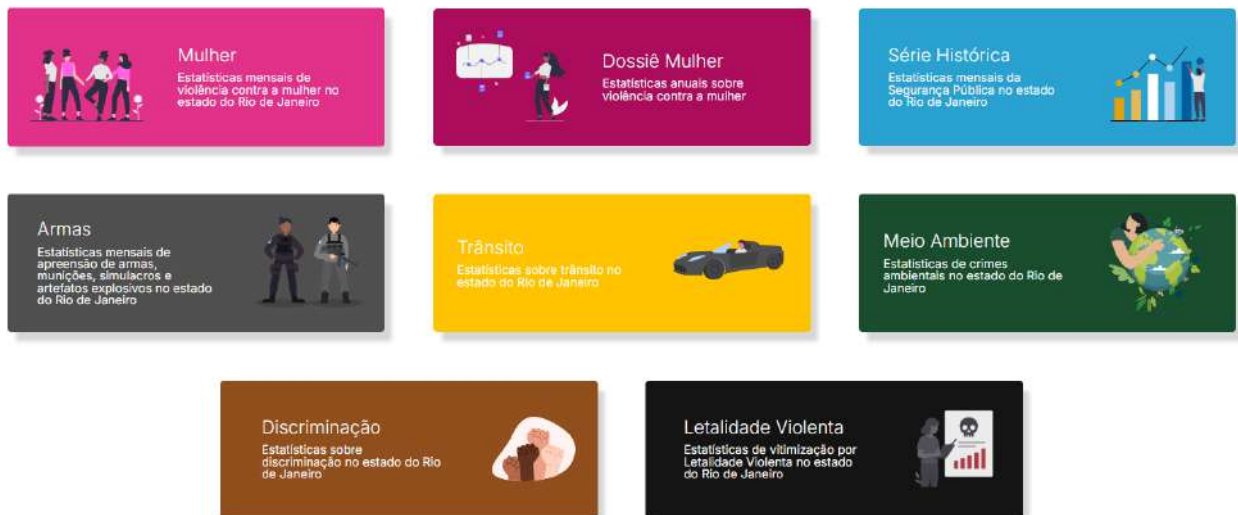 Mulher
Estatísticas mensais de
violência contra a mulher no
estado do Rio de Janeiro
Dossiê Mulher
Estatísticas anuais sobre
violência contra a mulher
Série Histórica
Estatísticas mensais da
Segurança Pública no estado
do Rio de Janeiro
Armas
Estatísticas mensais de
apreensão de armas,
munições, simulacros e
artefatos explosivos no estado
do Rio de Janeiro
Trânsito
Estatísticas sobre trânsito no
estado do Rio de Janeiro
Meio Ambiente
Estatísticas de crimes
ambientais no estado do Rio de
Janeiro
Discriminação
Estatísticas sobre
discriminação no estado do Rio
de Janeiro
Letalidade Violenta
Estatísticas de vitimização por
Letalidade Violenta no estado
do Rio de Janeiro